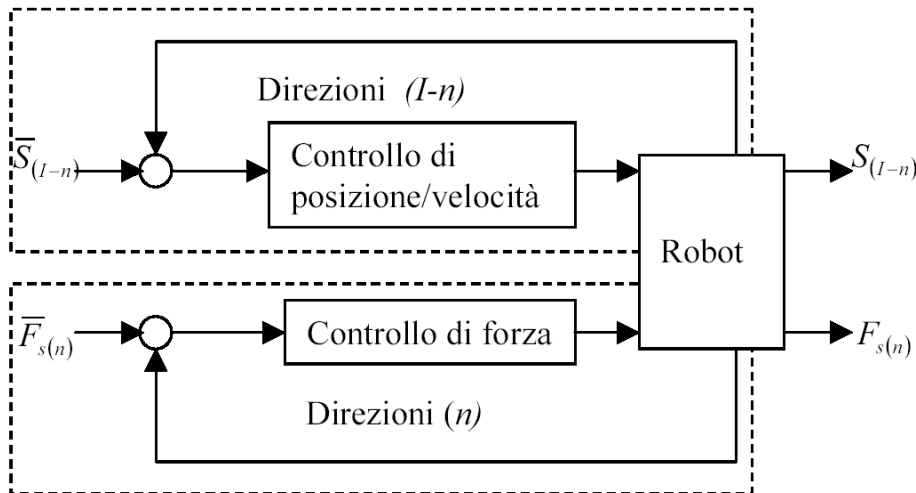 Direzioni (I-n)
S̅(I−n)
Controllo di
posizione/velocità
S(I−n)
Robot
F̅s(n)
Controllo di forza
Fs(n)
Direzioni (n)